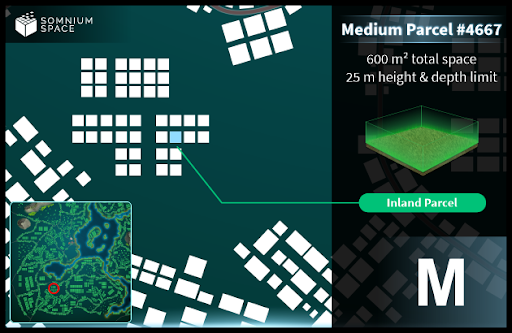 SOMNIUM
SPACE
Medium Parcel #4667
600 m² total space
25 m height & depth limit
Inland Parcel
M